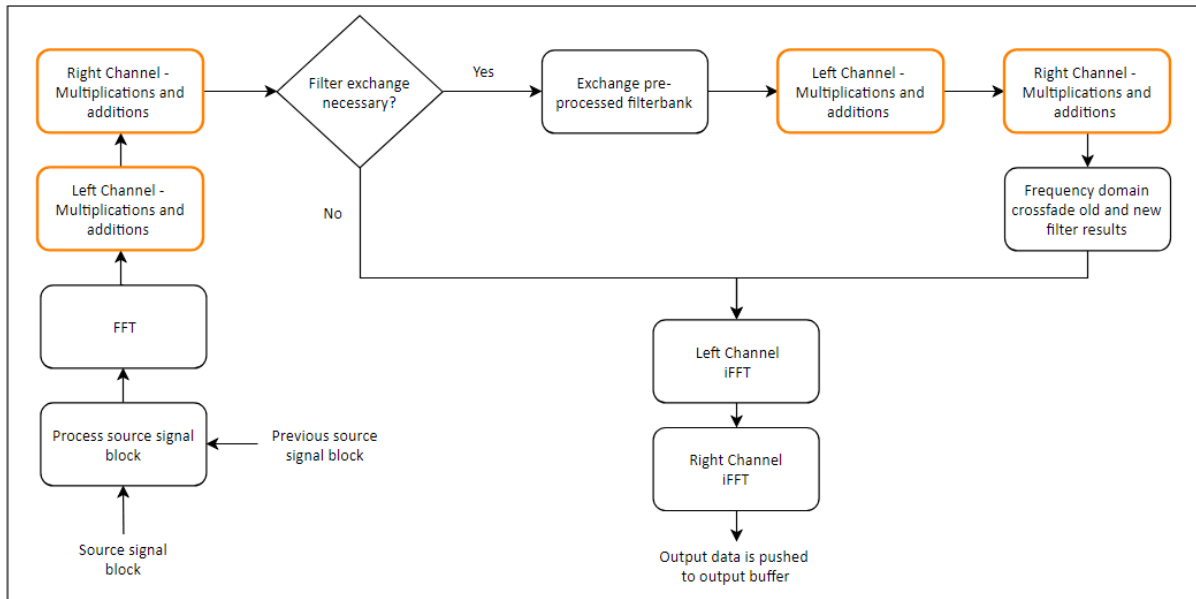 Right Channel -
Multiplications and
additions
Filter exchange
necessary?
Yes
Exchange pre-
processed filterbank
Left Channel -
Multiplications and
additions
Right Channel -
Multiplications and
additions
Left Channel -
Multiplications and
additions
No
Frequency domain
crossfade old and new
filter results
FFT
Left Channel
iFFT
Process source signal
block
Previous source
signal block
Right Channel
iFFT
Source signal
block
Output data is pushed
to output buffer